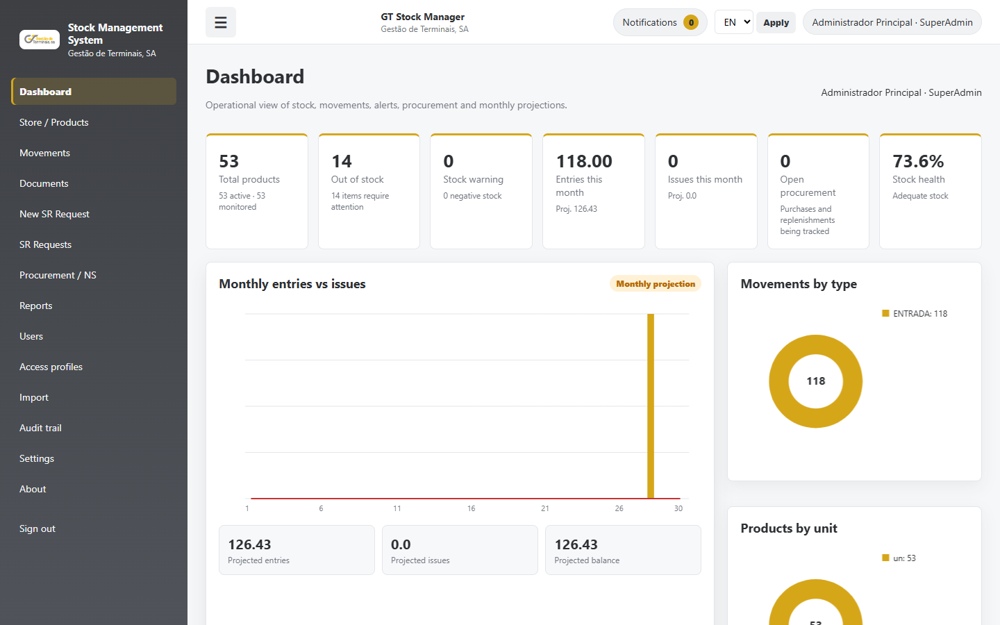 Stock Management
System
Gestão de Terminais, SA
Dashboard
Store / Products
Movements
Documents
New SR Request
SR Requests
Procurement / NS
Reports
Users
Access profiles
Import
Audit trail
Settings
About
Sign out
☰
GT Stock Manager
Gestão de Terminais, SA
Notifications 0
EN
Apply
Administrador Principal · SuperAdmin
Dashboard
Operational view of stock, movements, alerts, procurement and monthly projections.
Administrador Principal · SuperAdmin
53
Total products
53 active · 53
monitored
14
Out of stock
14 items require
attention
0
Stock warning
0 negative stock
118.00
Entries this
month
Proj. 126.43
0
Issues this month
Proj. 0.0
0
Open
procurement
Purchases and
replenishments
being tracked
73.6%
Stock health
Adequate stock
Monthly entries vs issues
Monthly projection
1 6 11 16 21 26 30
126.43
Projected entries
0.0
Projected issues
126.43
Projected balance
Movements by type
ENTRADA: 118
118
Products by unit
un: 53
53